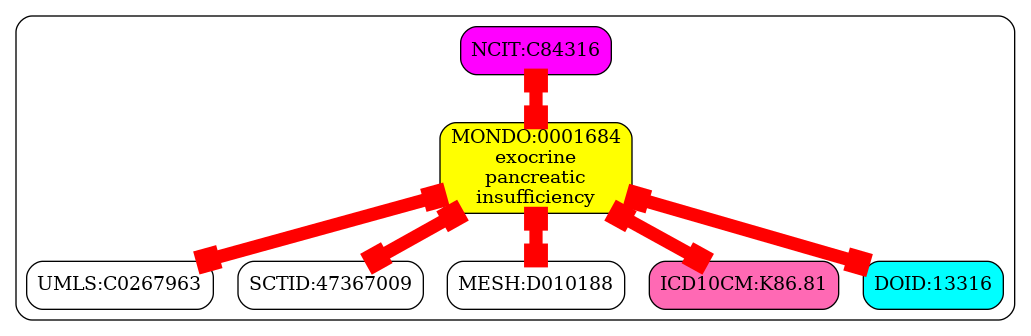 NCIT:C84316
MONDO:0001684
exocrine
pancreatic
insufficiency
UMLS:C0267963
SCTID:47367009
MESH:D010188
ICD10CM:K86.81
DOID:13316